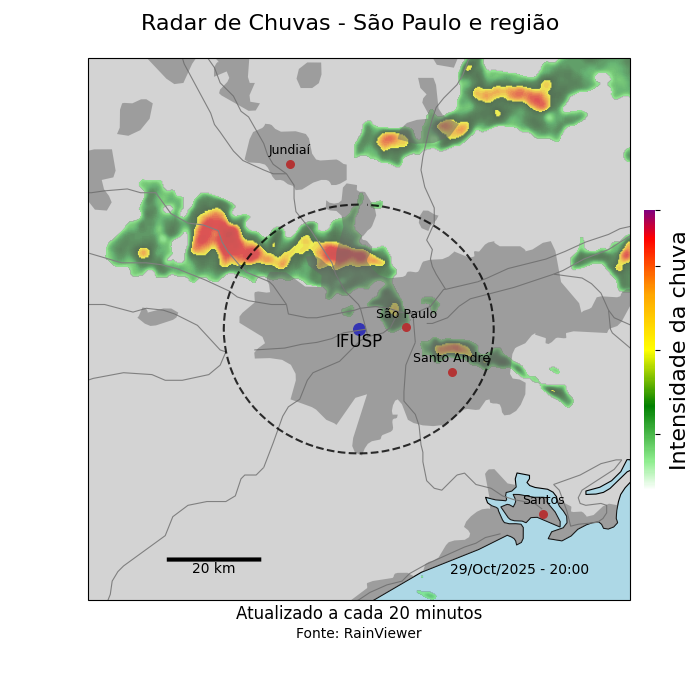 Radar de Chuvas - São Paulo e região
Jundiaí
São Paulo
IFUSP
Santo André
Santos
20 km
29/Oct/2025 - 20:00
Intensidade da chuva
Atualizado a cada 20 minutos
Fonte: RainViewer